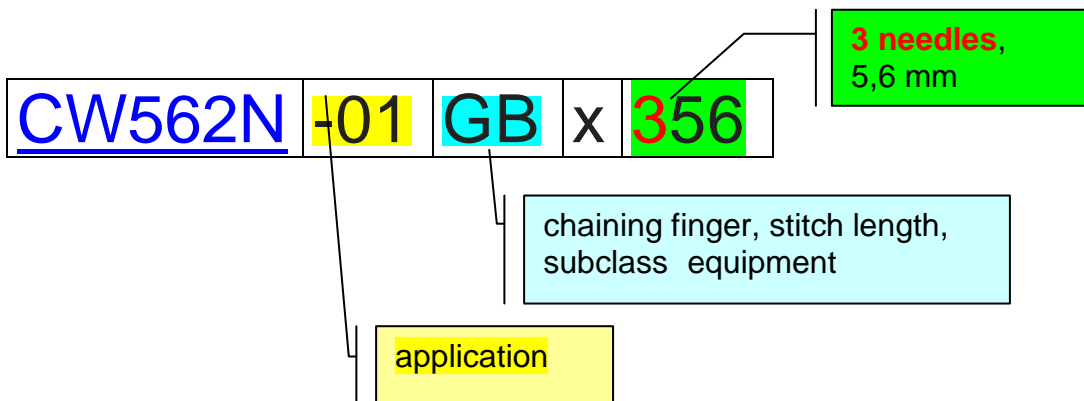 3 needles,
5,6 mm
CW562N -01 GB x 356
chaining finger, stitch length,
subclass equipment
application